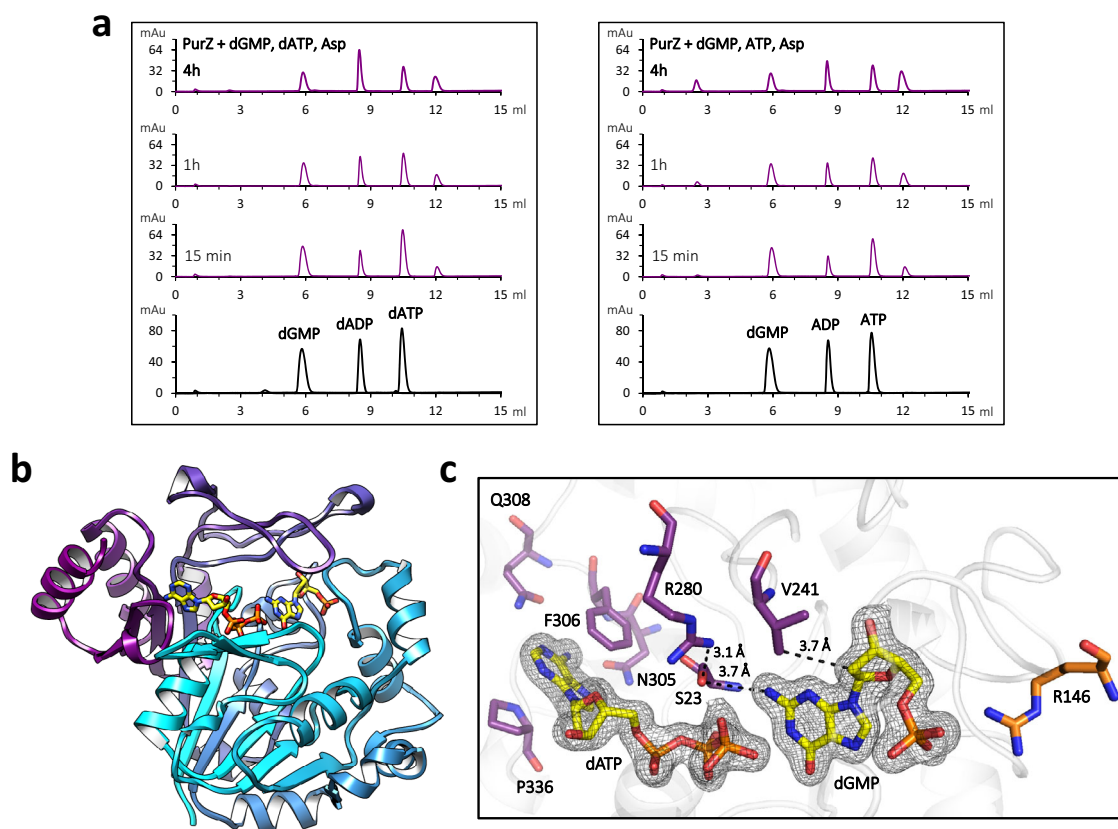 a
mAu
PurZ + dGMP, dATP, Asp
64
4h
32
0
0 3 6 9 12 15 ml
mAu
64
32
1h
0
0 3 6 9 12 15 ml
mAu
64
32
15 min
0
0 3 6 9 12 15 ml
mAu
80
dGMP dADP dATP
40
0
0 3 6 9 12 15 ml
mAu
PurZ + dGMP, ATP, Asp
64
4h
32
0
0 3 6 9 12 15 ml
mAu
64
32
1h
0
0 3 6 9 12 15 ml
mAu
64
32
15 min
0
0 3 6 9 12 15 ml
mAu
80
dGMP ADP ATP
40
0
0 3 6 9 12 15 ml
b
c
Q308
R280
V241
F306
3.1 Å
3.7 Å
3.7 Å
N305
S23
R146
P336
dATP
dGMP